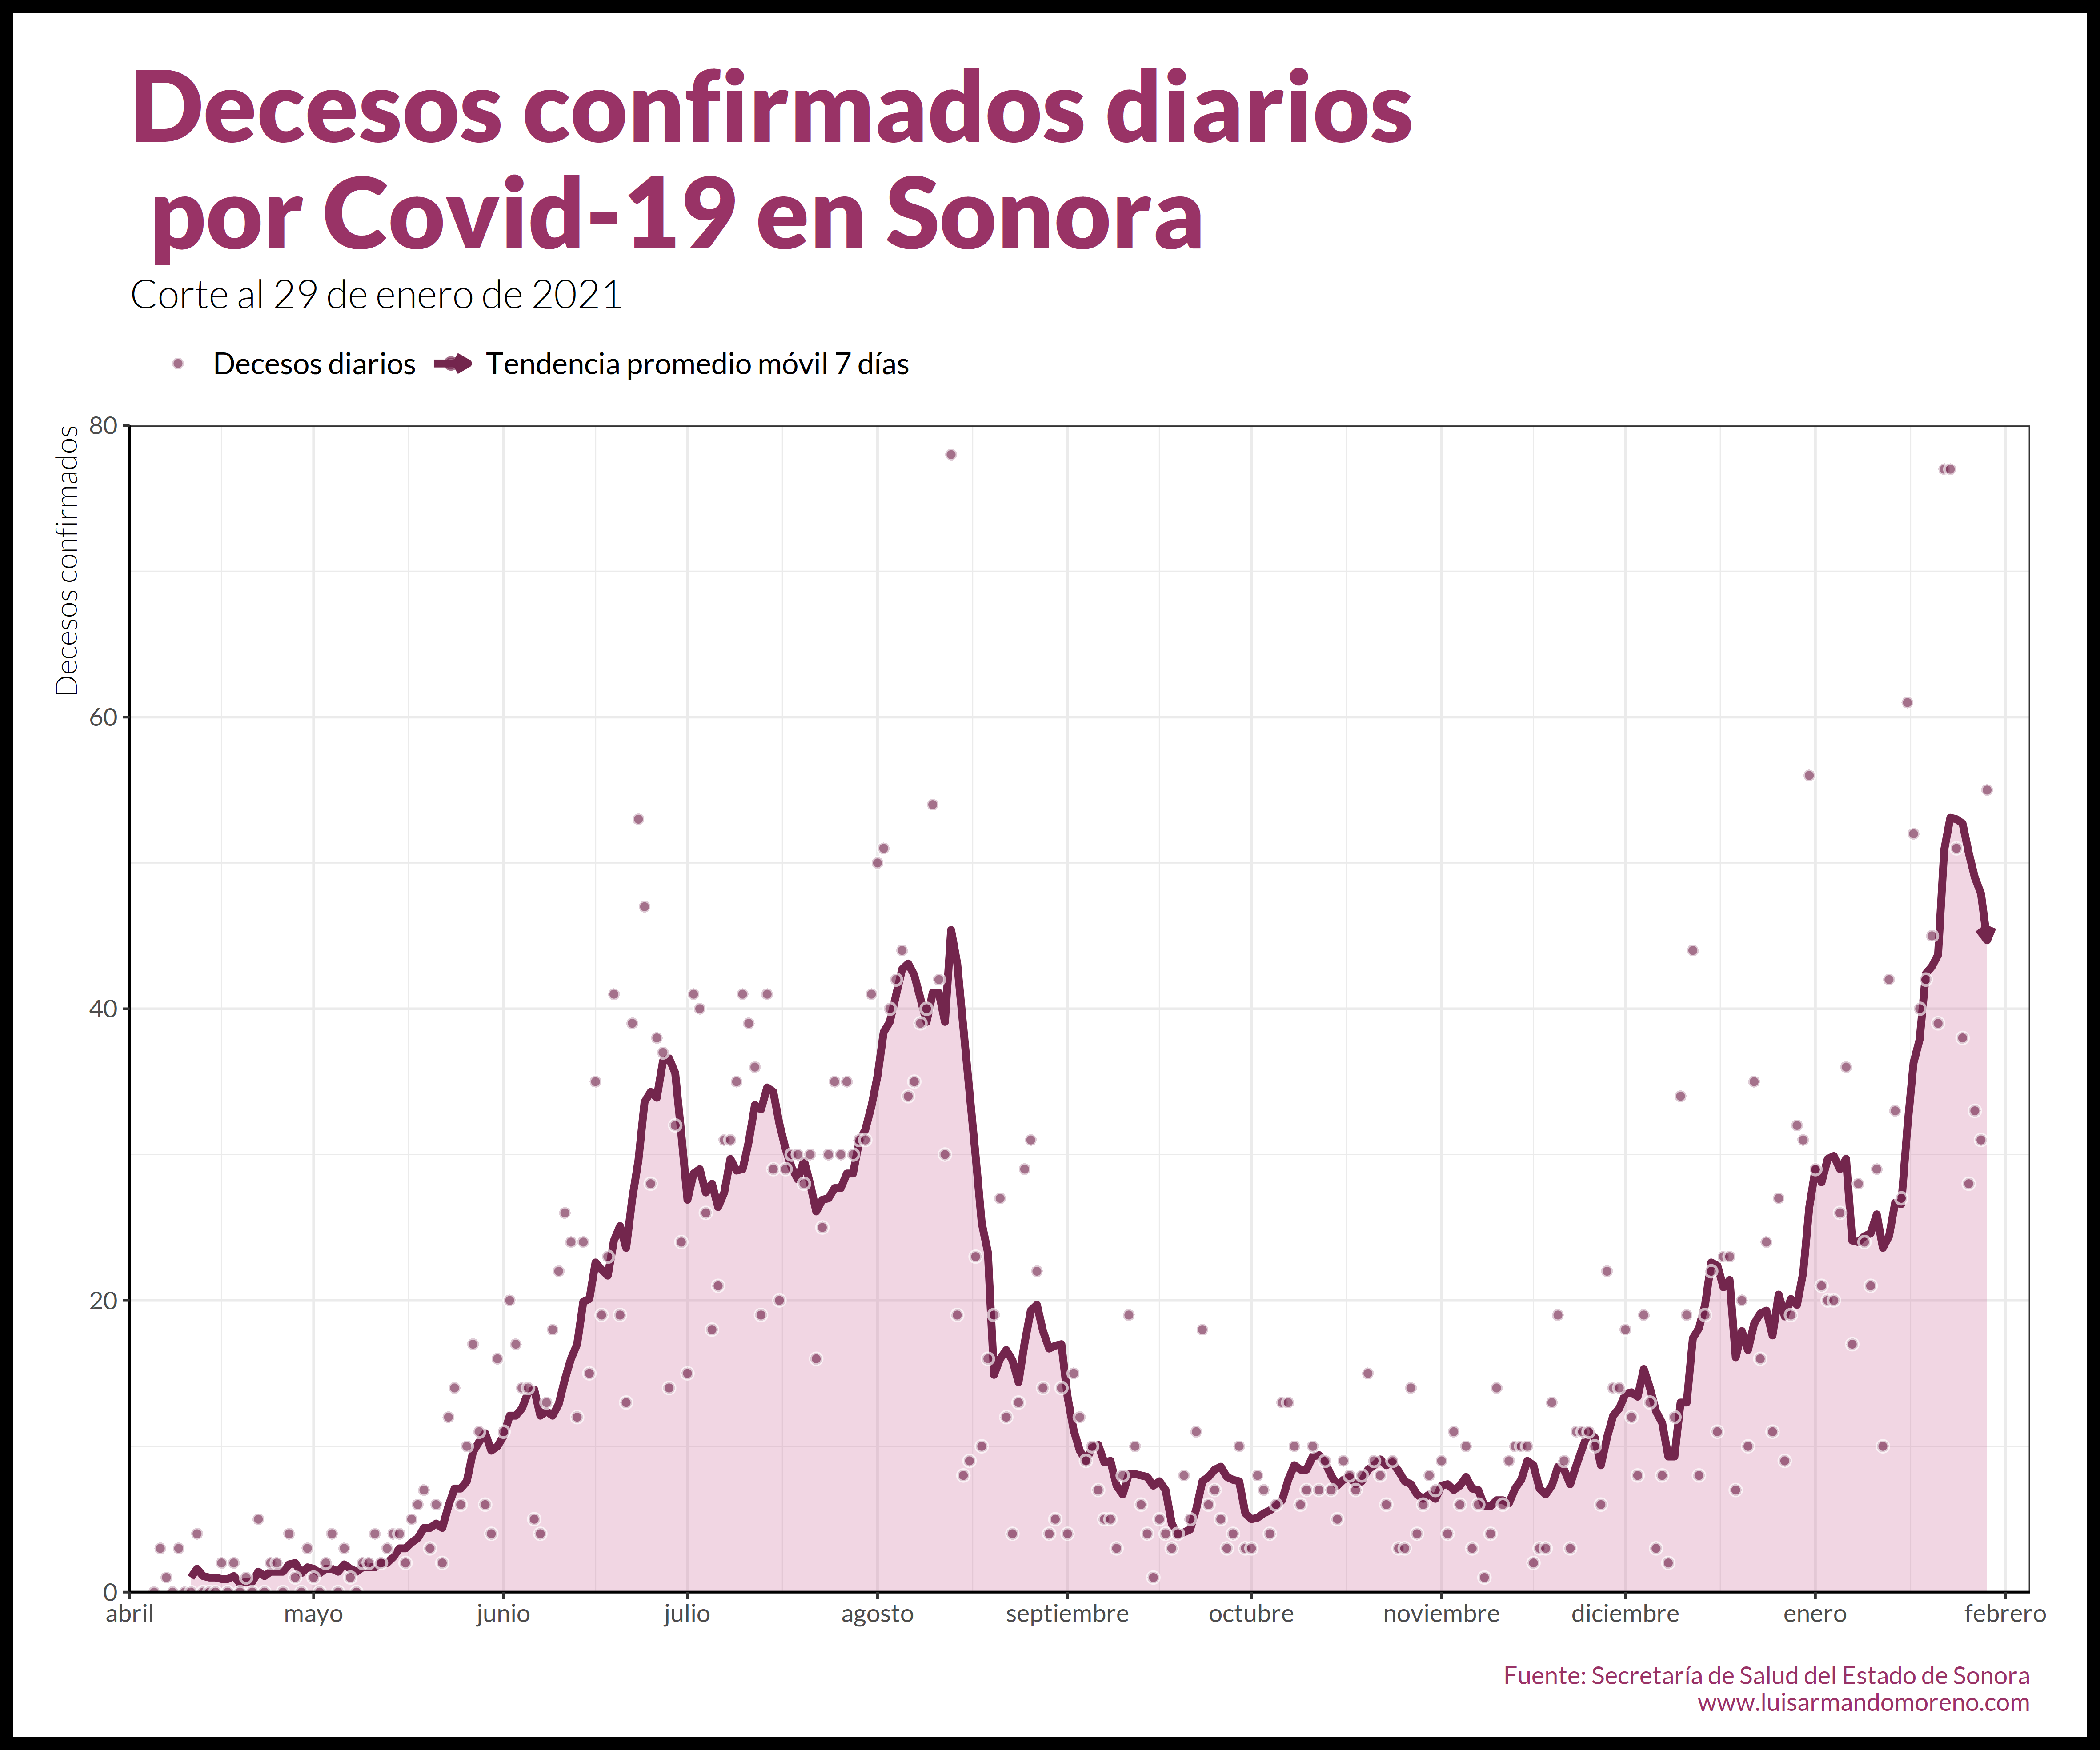 Decesos confirmados diarios
por Covid-19 en Sonora
Corte al 29 de enero de 2021
Decesos diarios
Tendencia promedio móvil 7 días
Decesos confirmados
80
60
40
20
0
abril
mayo
junio
julio
agosto
septiembre
octubre
noviembre
diciembre
enero
febrero
Fuente: Secretaría de Salud del Estado de Sonora
www.luisarmandomoreno.com